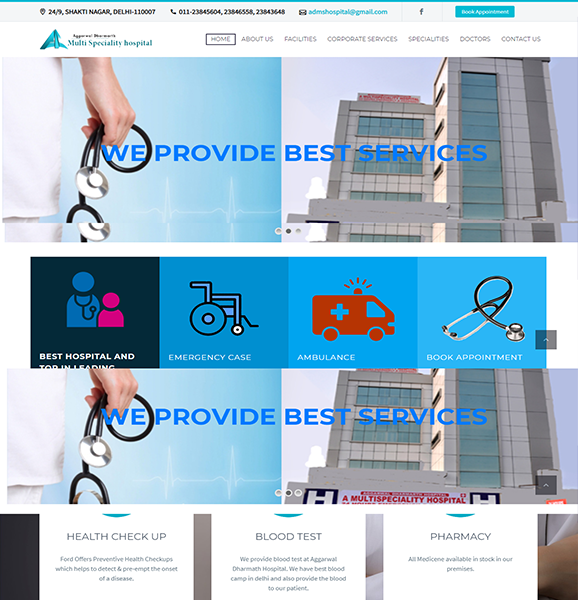 24/9, SHAKTI NAGAR, DELHI-110007 011-23845604, 23846558, 23843648 admshospital@gmail.com Book Appointment
Aggarwal Dharmarth
Multi Speciality hospital
HOME ABOUT US FACILITIES CORPORATE SERVICES SPECIALITIES DOCTORS CONTACT US
WE PROVIDE BEST SERVICES
BEST HOSPITAL AND
TOP IN LEADING
EMERGENCY CASE
AMBULANCE
BOOK APPOINTMENT
WE PROVIDE BEST SERVICES
AGGARWAL DHARMARTH HOSPITAL
H A MULTISPECIALITY HOSPITAL H
HEALTH CHECK UP
Ford Offers Preventive Health Checkups
which helps to detect & pre-empt the onset
of a disease.
BLOOD TEST
We provide blood test at Aggarwal
Dharmath Hospital. We have best blood
camp in delhi and also provide the blood
to our patient.
PHARMACY
All Medicene available in stock in our
premises.